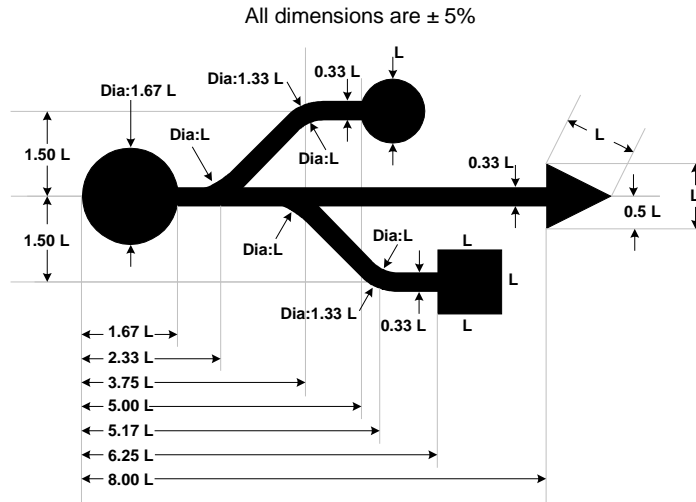 All dimensions are ± 5%
L
Dia:1.33 L
0.33 L
Dia:1.67 L
L
1.50 L
Dia:L
Dia:L
0.33 L
L
0.5 L
1.50 L
Dia:L
Dia:L
L
L
Dia:1.33 L
0.33 L
L
1.67 L
2.33 L
3.75 L
5.00 L
5.17 L
6.25 L
8.00 L